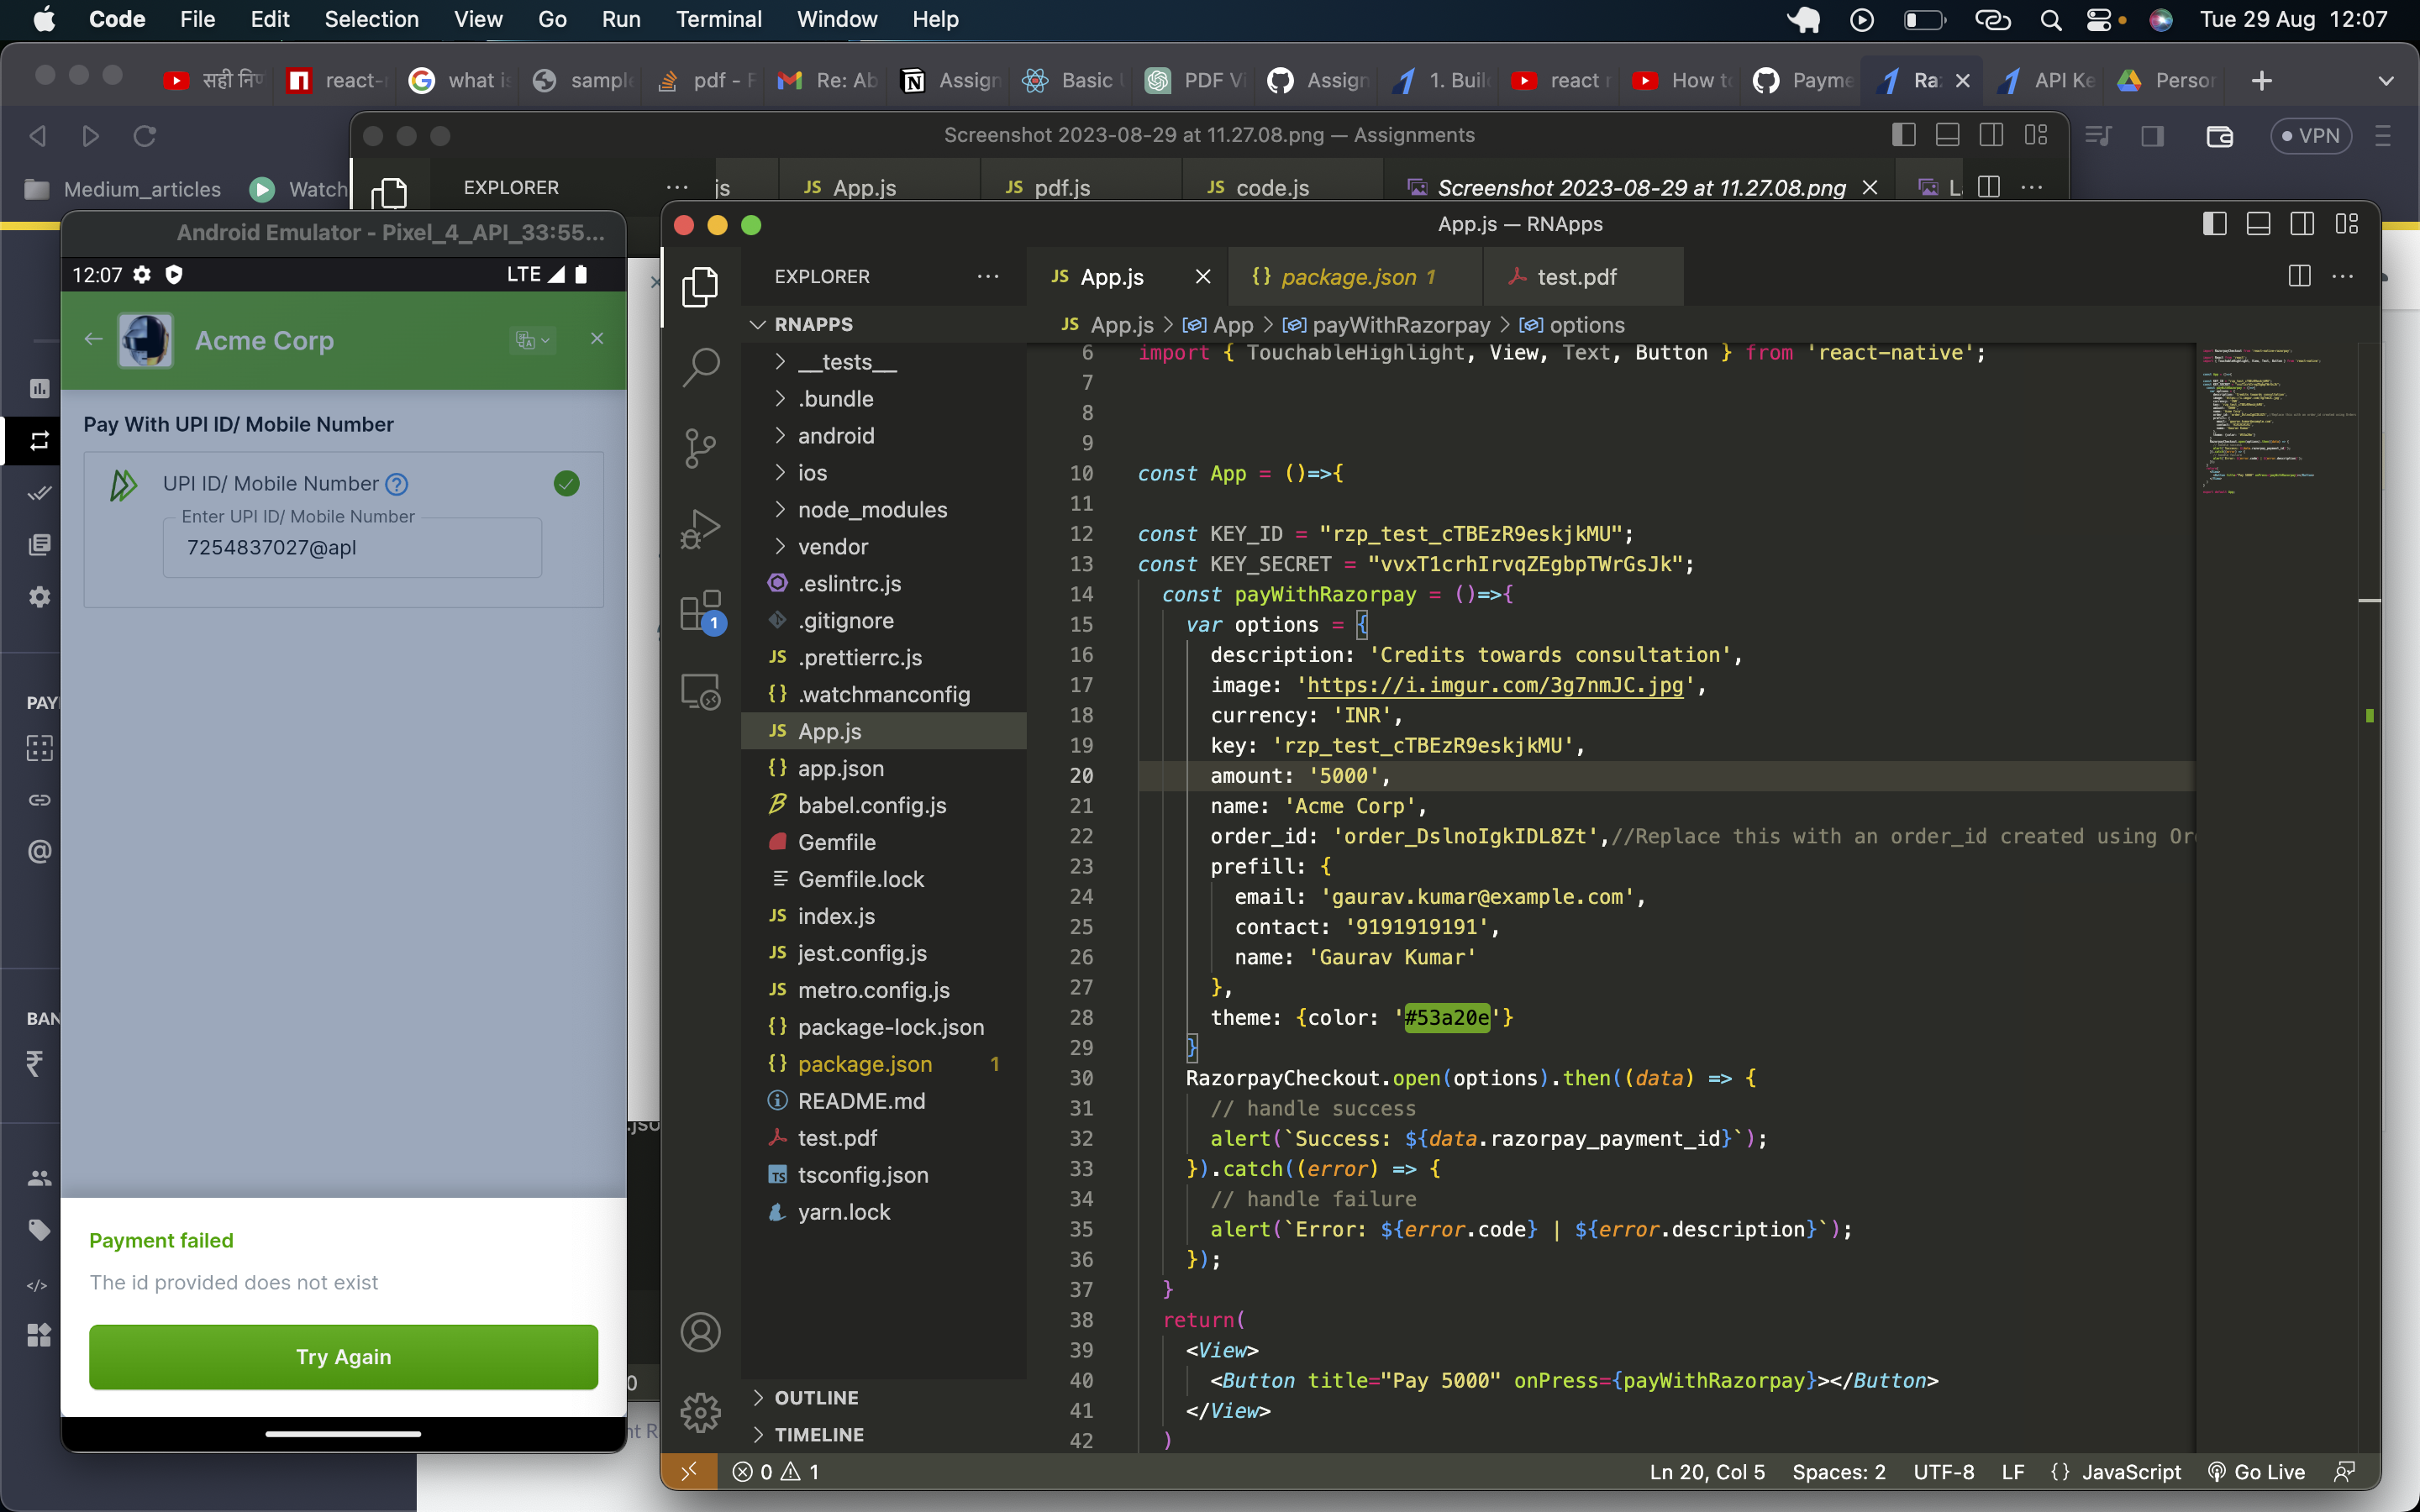 Code File Edit Selection View Go Run Terminal Window Help
Tue 29 Aug 12:07
सही react- what is sample pdf - F Re: Ab Assign Basic PDF Vi Assign 1. Buil react r How to Payme Ra API Ke Person
Screenshot 2023-08-29 at 11.27.08.png — Assignments
VPN
Medium_articles Watch
EXPLORER
js App.js pdf.js code.js Screenshot 2023-08-29 at 11.27.08.png
Android Emulator - Pixel_4_API_33:55...
12:07 LTE
Acme Corp
Pay With UPI ID/ Mobile Number
UPI ID/ Mobile Number
Enter UPI ID/ Mobile Number
7254837027@apl
Payment failed
The id provided does not exist
Try Again
PAY
BAN
App.js — RNApps
EXPLORER
App.js
package.json 1
test.pdf
RNAPPS
App.js > App > payWithRazorpay > options
__tests__
.bundle
android
ios
node_modules
vendor
.eslintrc.js
.gitignore
.prettierrc.js
.watchmanconfig
App.js
app.json
babel.config.js
Gemfile
Gemfile.lock
index.js
jest.config.js
metro.config.js
package-lock.json
package.json 1
README.md
test.pdf
tsconfig.json
yarn.lock
OUTLINE
TIMELINE
6 import { TouchableHighlight, View, Text, Button } from 'react-native';
7
8
9
10 const App = ()=>{
11
12 const KEY_ID = "rzp_test_cTBEzR9eskjkMU";
13 const KEY_SECRET = "vvxT1crhIrvqZEgbpTWrGsJk";
14 const payWithRazorpay = ()=>{
15 var options = {
16 description: 'Credits towards consultation',
17 image: 'https://i.imgur.com/3g7nmJC.jpg',
18 currency: 'INR',
19 key: 'rzp_test_cTBEzR9eskjkMU',
20 amount: '5000',
21 name: 'Acme Corp',
22 order_id: 'order_DslnoIgkIDL8Zt',//Replace this with an order_id created using Or
23 prefill: {
24 email: 'gaurav.kumar@example.com',
25 contact: '9191919191',
26 name: 'Gaurav Kumar'
27 },
28 theme: {color: '#53a20e'}
29 }
30 RazorpayCheckout.open(options).then((data) => {
31 // handle success
32 alert(`Success: ${data.razorpay_payment_id}`);
33 }).catch((error) => {
34 // handle failure
35 alert(`Error: ${error.code} | ${error.description}`);
36 });
37 }
38 return(
39 <View>
40 <Button title="Pay 5000" onPress={payWithRazorpay}></Button>
41 </View>
42 )
0 1
Ln 20, Col 5 Spaces: 2 UTF-8 LF {} JavaScript Go Live